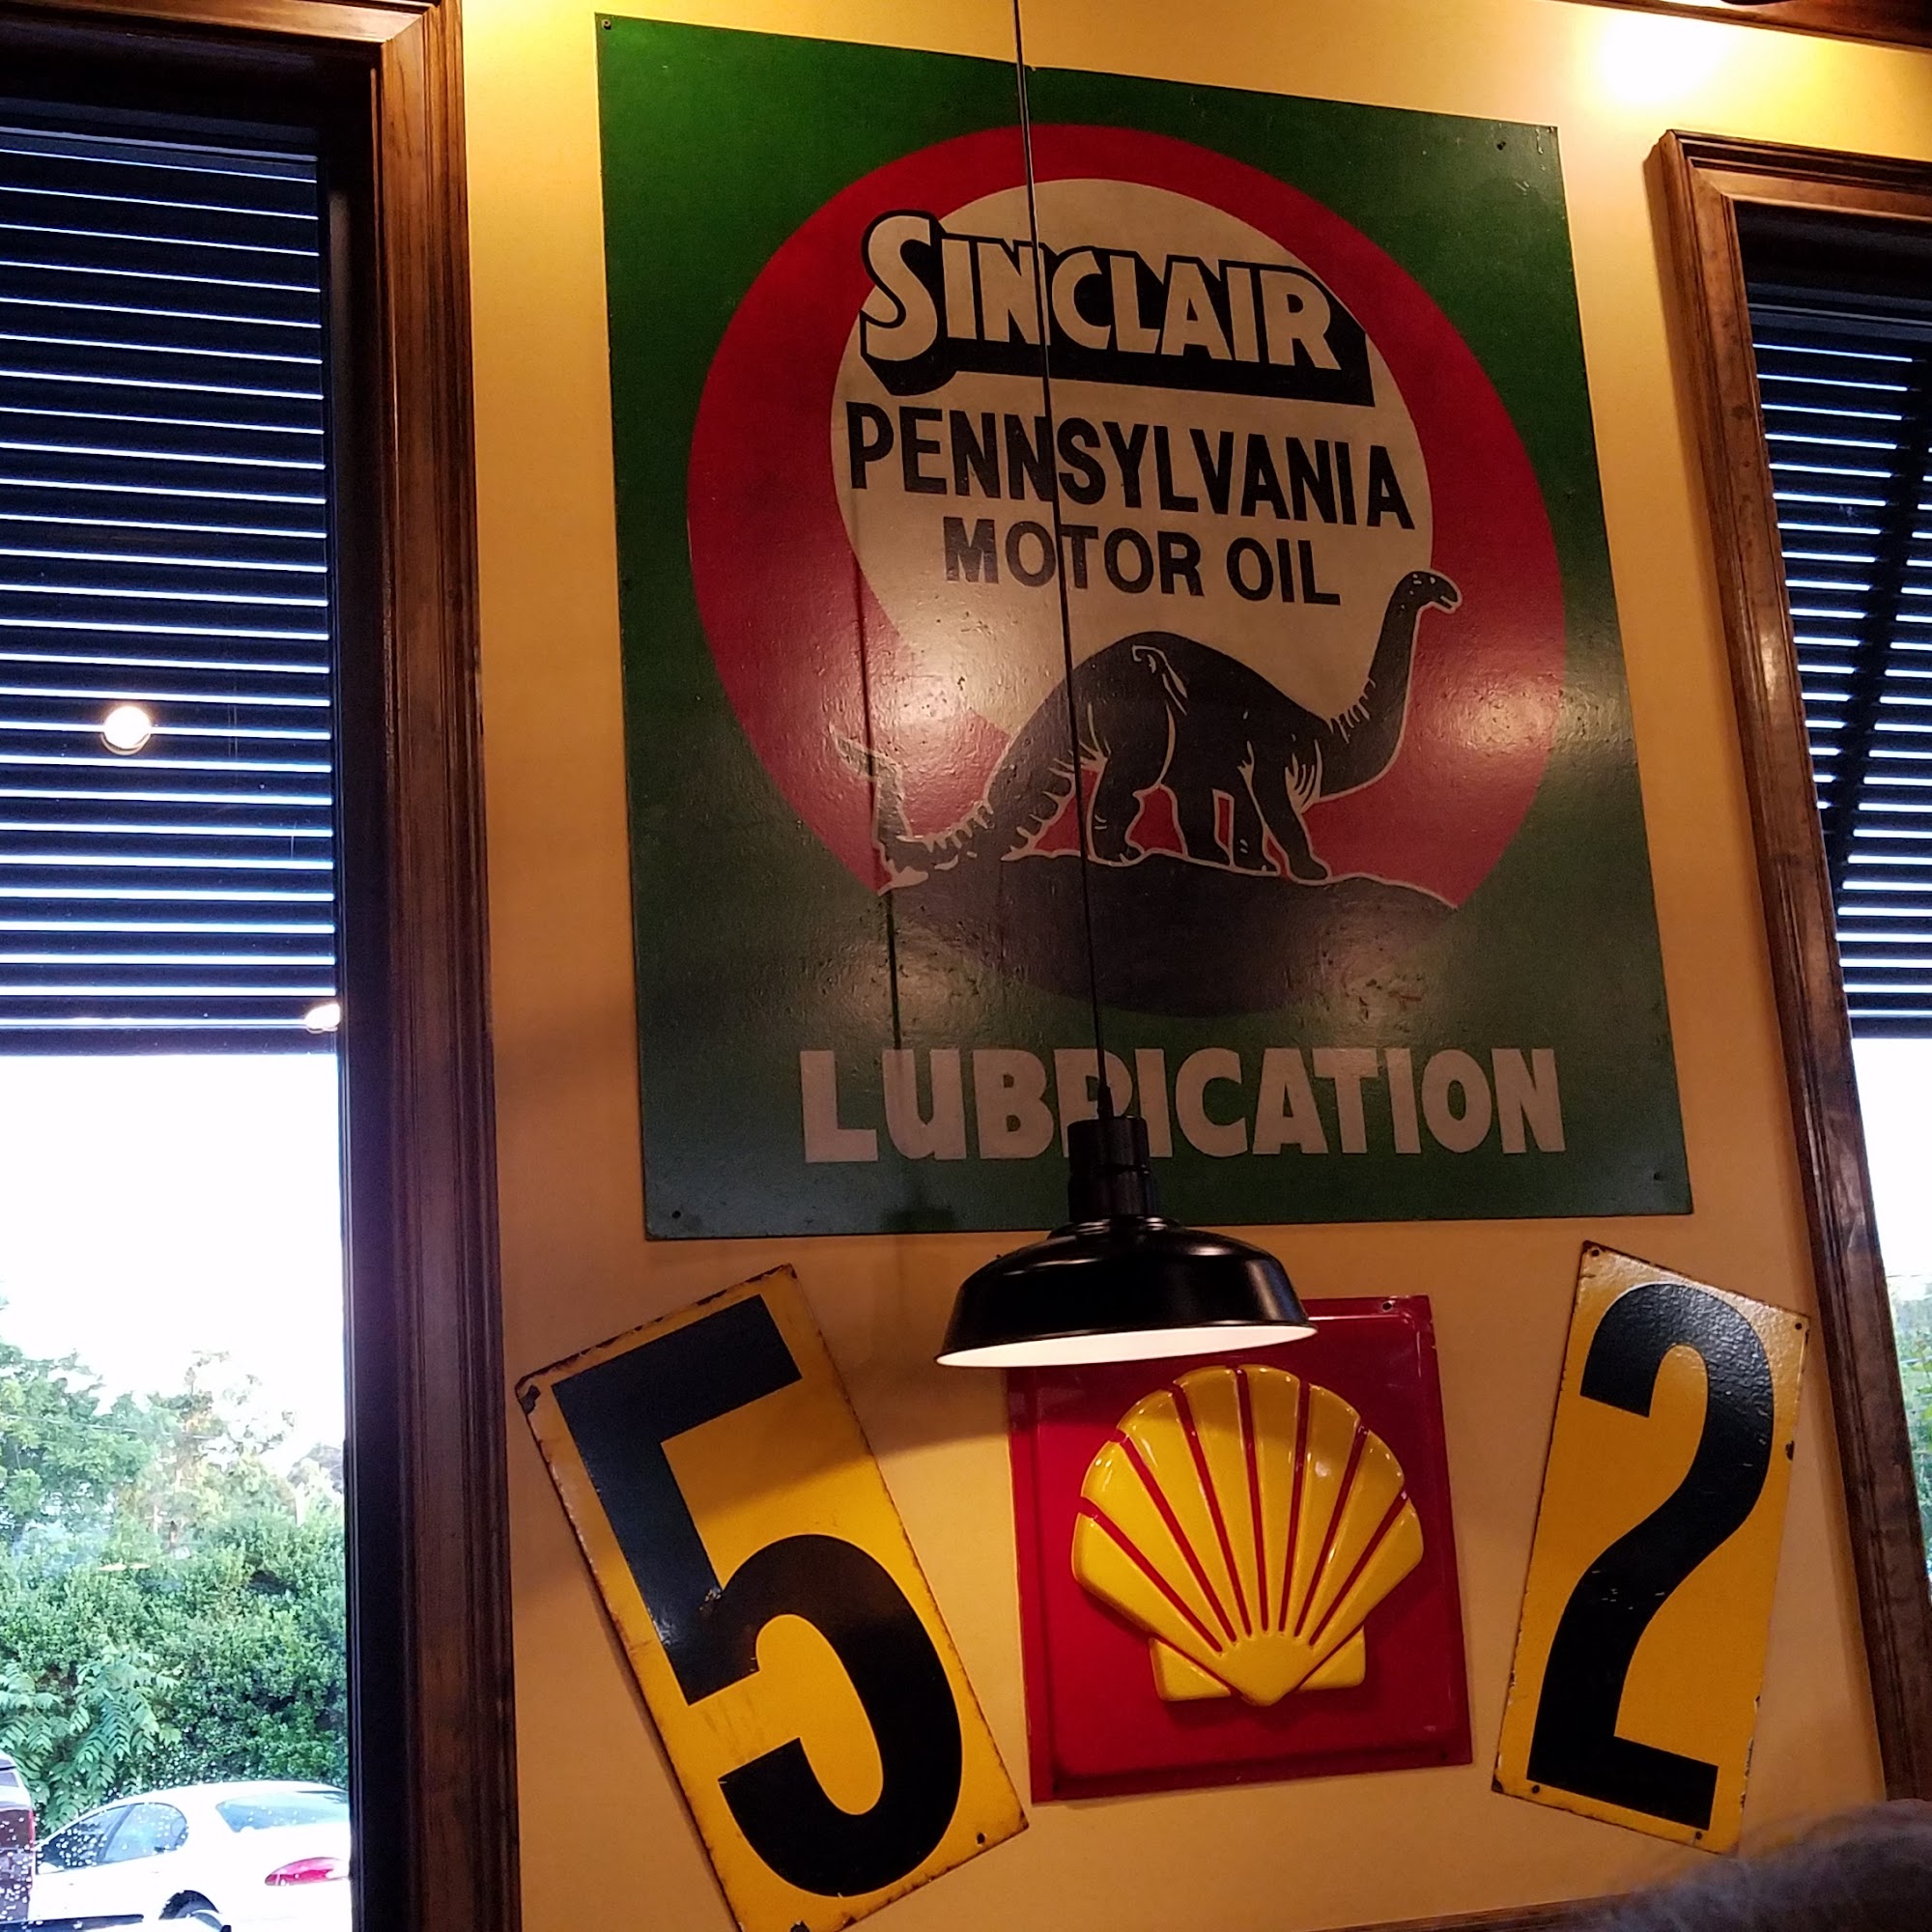 SINCLAIR
PENNSYLVANIA
MOTOR OIL
LUBRICATION
5 2